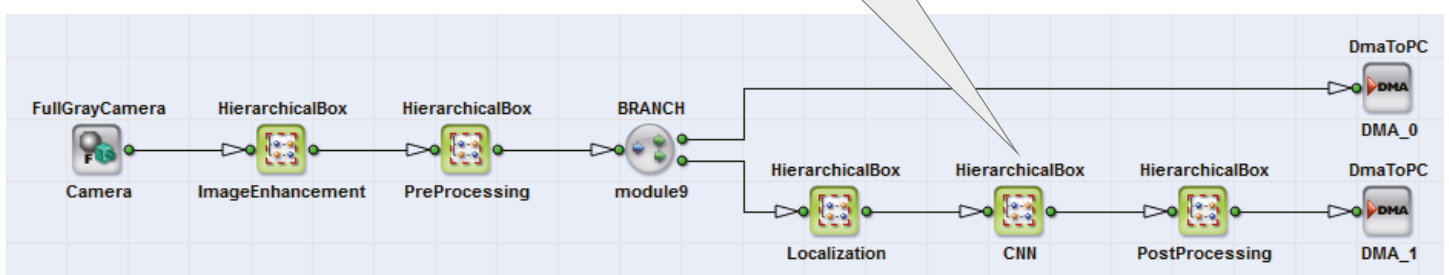 DmaToPC
FullGrayCamera HierarchicalBox HierarchicalBox BRANCH
F
DMA
DMA_0
HierarchicalBox HierarchicalBox HierarchicalBox DmaToPC
Camera ImageEnhancement PreProcessing module9
DMA
Localization CNN PostProcessing DMA_1